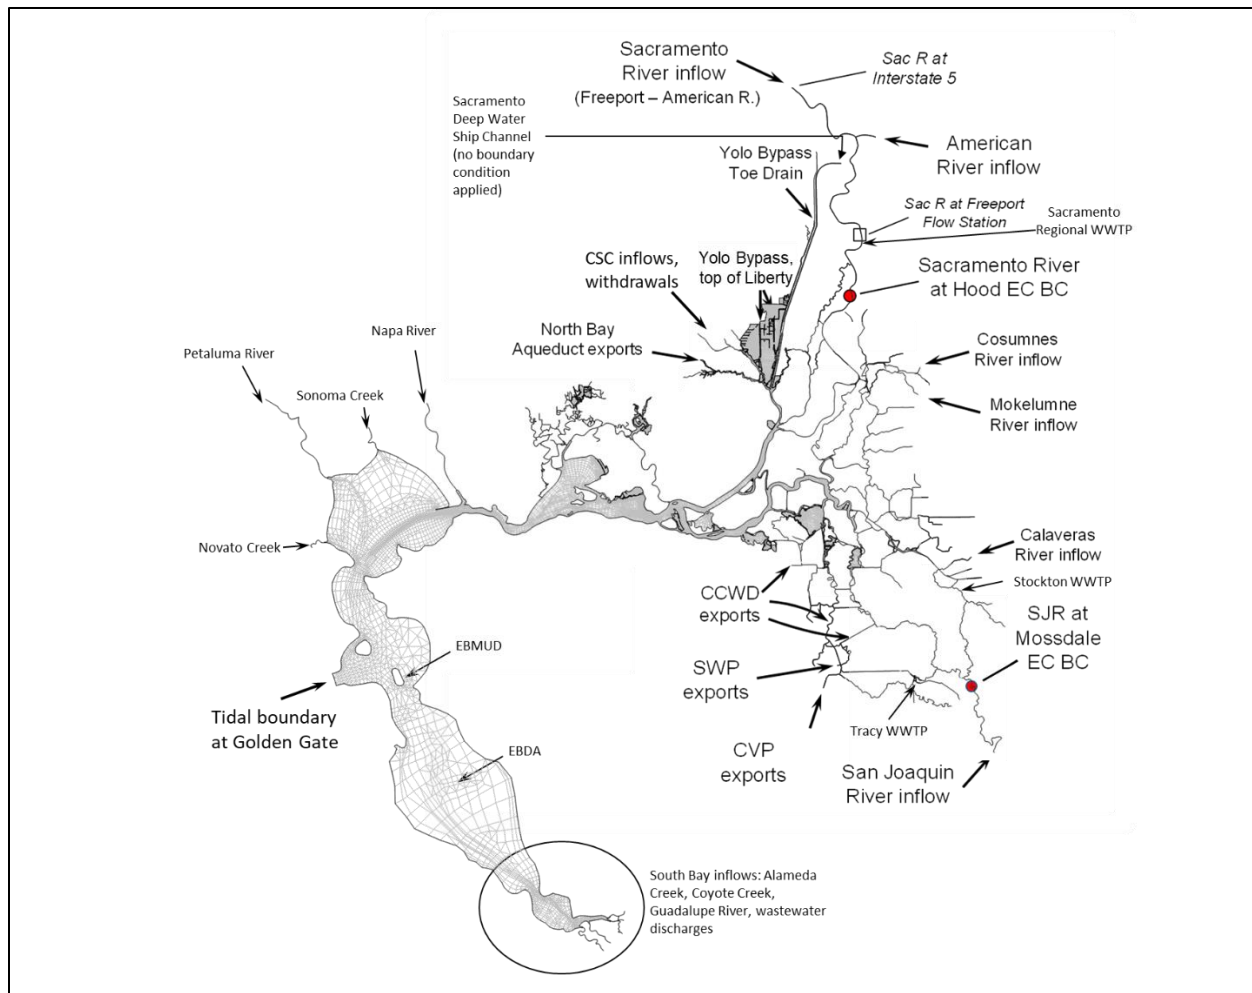 Sacramento
River inflow
(Freeport – American R.)
Sac R at
Interstate 5
Sacramento
Deep Water
Ship Channel
(no boundary
condition
applied)
American
River inflow
Yolo Bypass
Toe Drain
Sac R at Freeport
Flow Station
Sacramento
Regional WWTP
CSC inflows,
withdrawals
Yolo Bypass,
top of Liberty
Sacramento River
at Hood EC BC
North Bay
Aqueduct exports
Napa River
Petaluma River
Sonoma Creek
Cosumnes
River inflow
Mokelumne
River inflow
Novato Creek
Calaveras
River inflow
Stockton WWTP
CCWD
exports
SJR at
Mossdale
EC BC
EBMUD
SWP
exports
Tidal boundary
at Golden Gate
Tracy WWTP
EBDA
CVP
exports
San Joaquin
River inflow
South Bay inflows: Alameda
Creek, Coyote Creek,
Guadalupe River, wastewater
discharges